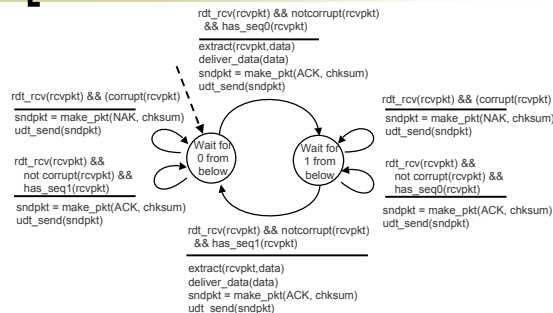 rdt_rcv(rcvpkt) && notcorrupt(rcvpkt)
&& has_seq0(rcvpkt)
extract(rcvpkt,data)
deliver_data(data)
sndpkt = make_pkt(ACK, chksum)
udt_send(sndpkt)
rdt_rcv(rcvpkt) && (corrupt(rcvpkt)
sndpkt = make_pkt(NAK, chksum)
udt_send(sndpkt)
rdt_rcv(rcvpkt) &&
not corrupt(rcvpkt) &&
has_seq1(rcvpkt)
sndpkt = make_pkt(ACK, chksum)
udt_send(sndpkt)
Wait for
0 from
below
Wait for
1 from
below
rdt_rcv(rcvpkt) && (corrupt(rcvpkt)
sndpkt = make_pkt(NAK, chksum)
udt_send(sndpkt)
rdt_rcv(rcvpkt) &&
not corrupt(rcvpkt) &&
has_seq0(rcvpkt)
sndpkt = make_pkt(ACK, chksum)
udt_send(sndpkt)
rdt_rcv(rcvpkt) && notcorrupt(rcvpkt)
&& has_seq1(rcvpkt)
extract(rcvpkt,data)
deliver_data(data)
sndpkt = make_pkt(ACK, chksum)
udt_send(sndpkt)